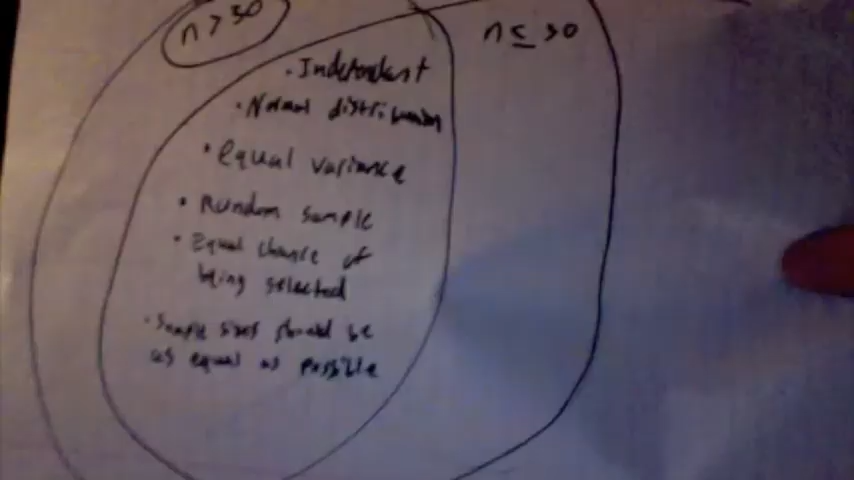 n > 30
n ≤ 30
• Independent
• Normal distribution
• equal variance
• Random sample
• Equal chance of
being selected
• Sample sizes should be
as equal as possible